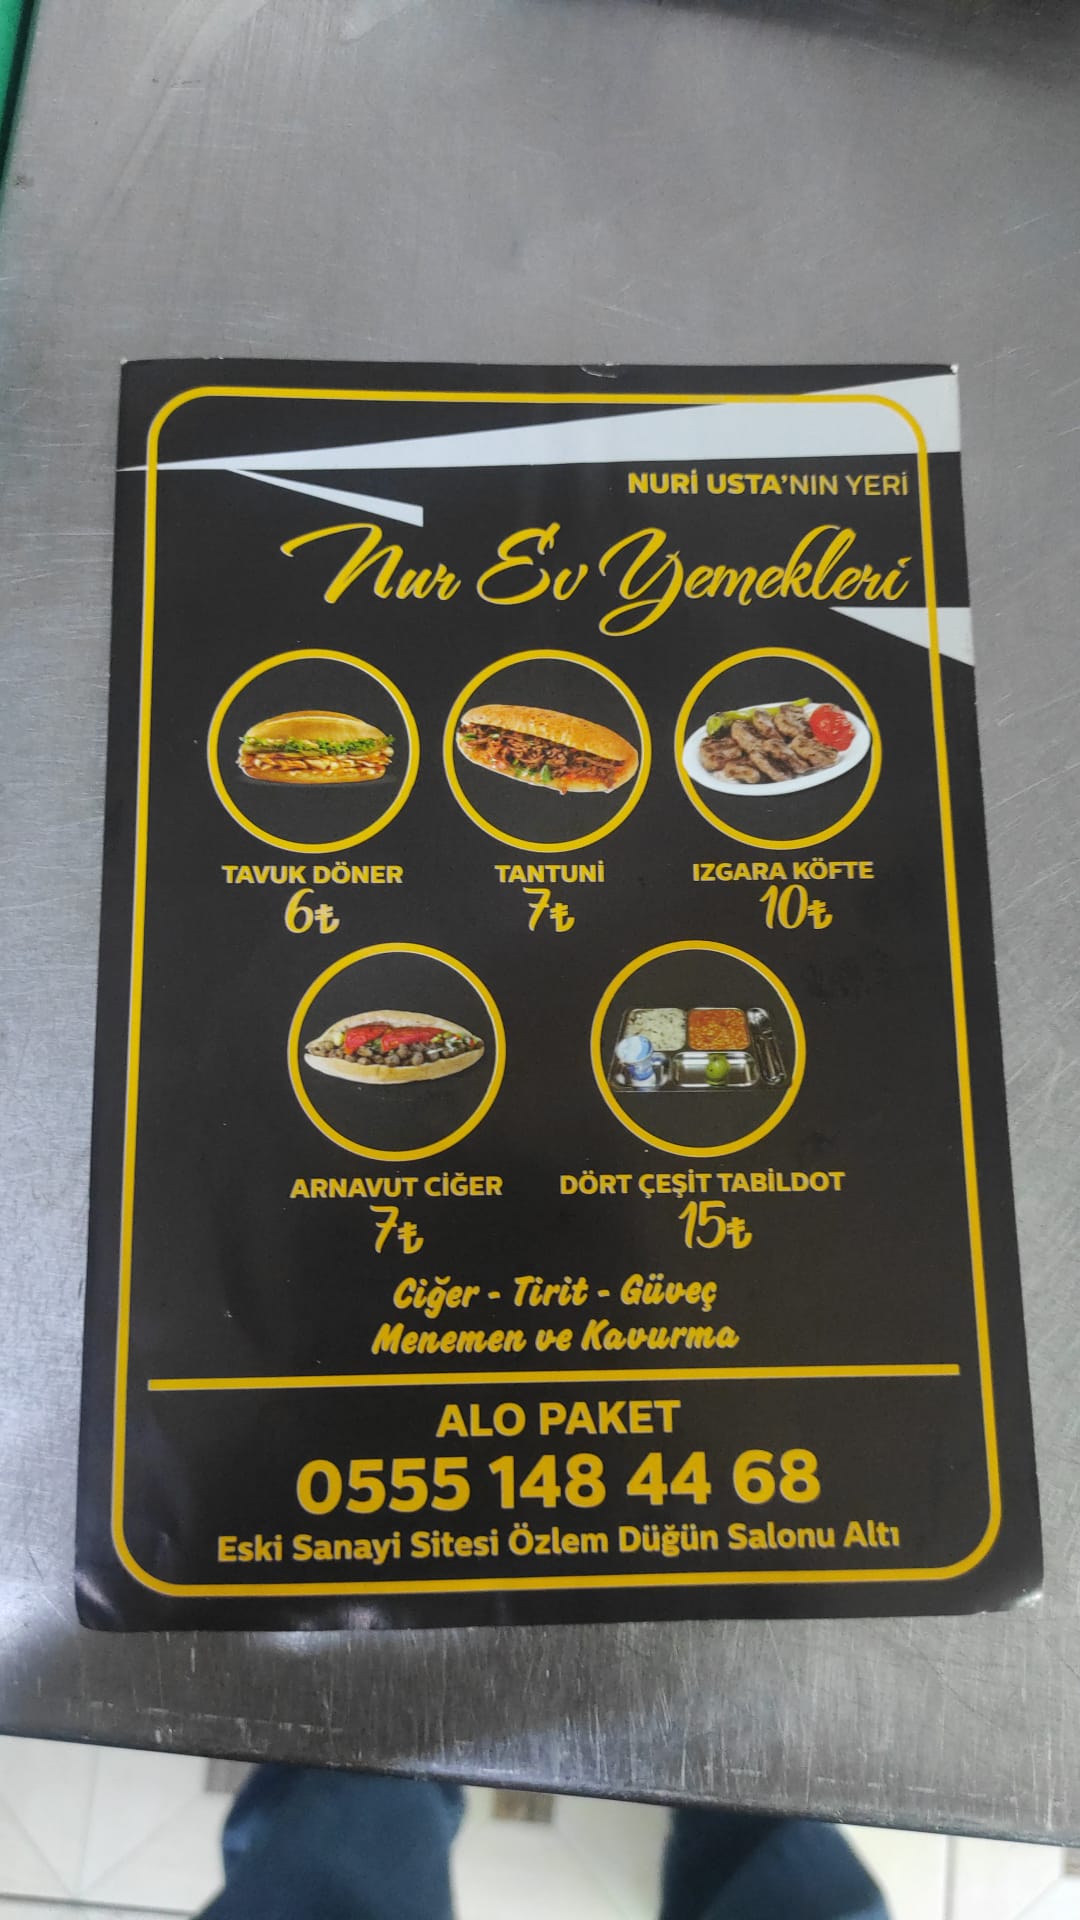 NURİ USTA'NIN YERİ
Nur Ev Yemekleri
TAVUK DÖNER
6₺
TANTUNİ
7₺
IZGARA KÖFTE
10₺
ARNAVUT CİĞER
7₺
DÖRT ÇEŞİT TABİLDOT
15₺
Ciğer - Tirit - Güveç
Menemen ve Kavurma
ALO PAKET
0555 148 44 68
Eski Sanayi Sitesi Özlem Düğün Salonu Altı